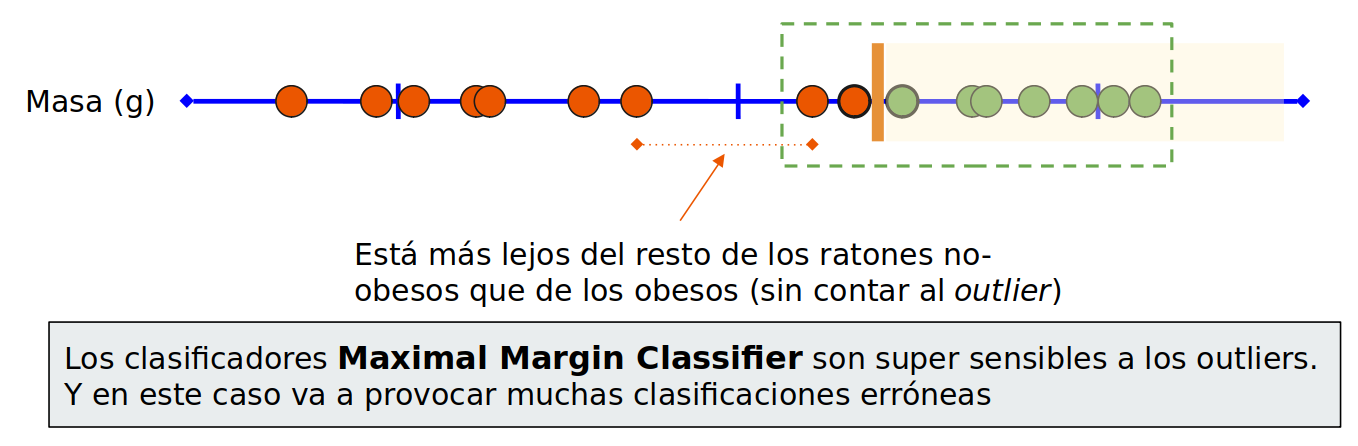 Masa (g)
Está más lejos del resto de los ratones no-
obesos que de los obesos (sin contar al outlier)
Los clasificadores Maximal Margin Classifier son super sensibles a los outliers.
Y en este caso va a provocar muchas clasificaciones erróneas